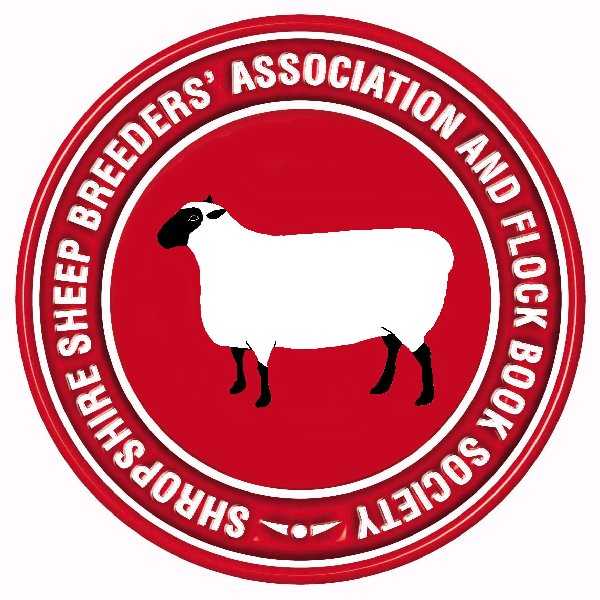 SHROPSHIRE SHEEP BREEDERS' ASSOCIATION AND FLOCK BOOK SOCIETY